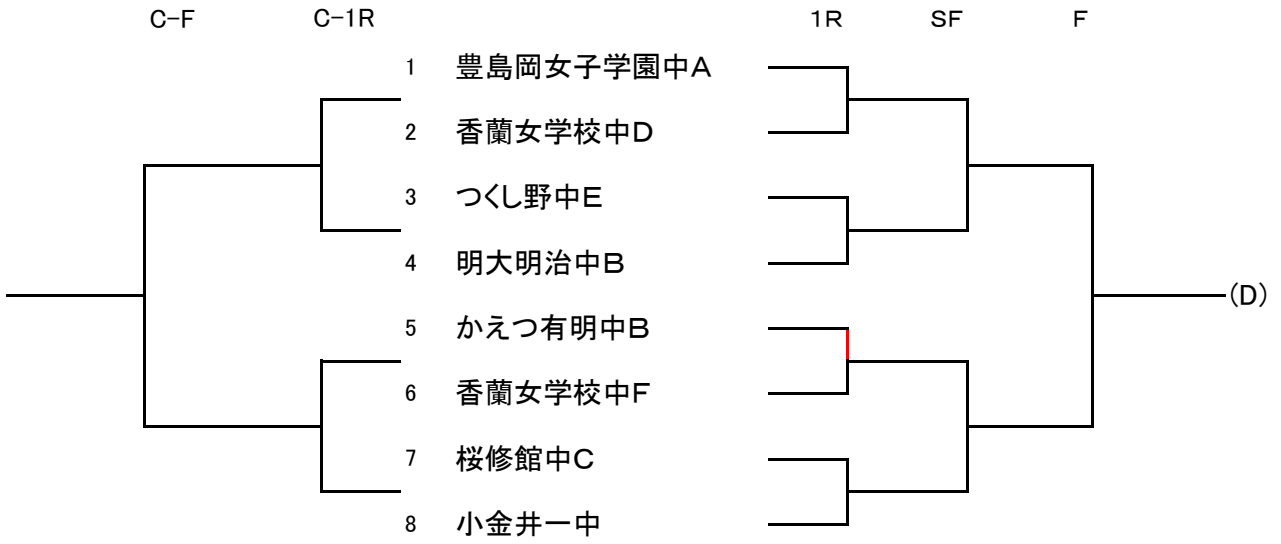 C-F C-1R 1R SF F
1 豊島岡女子学園中A
2 香蘭女学校中D
3 つくし野中E
4 明大明治中B
(D)
5 かえつ有明中B
6 香蘭女学校中F
7 桜修館中C
8 小金井一中